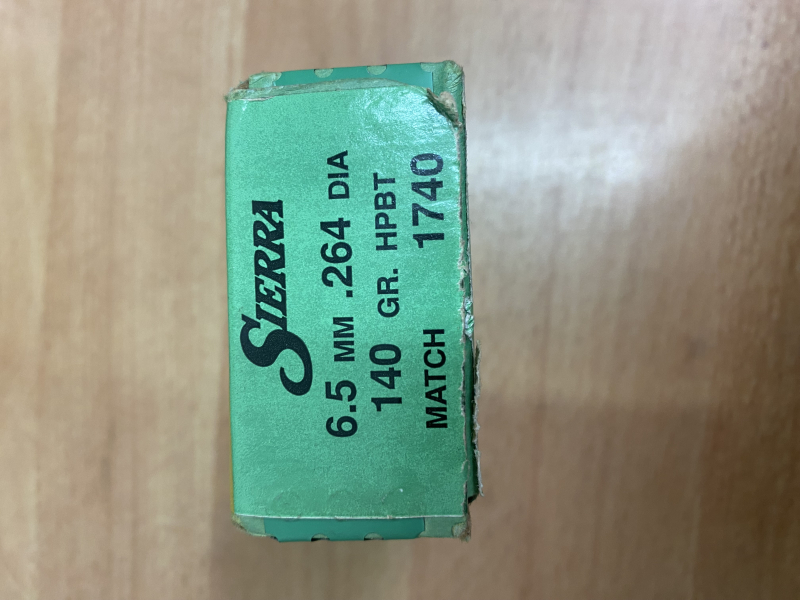 SIERRA
6.5 MM .264 DIA
140 GR. HPBT
MATCH 1740